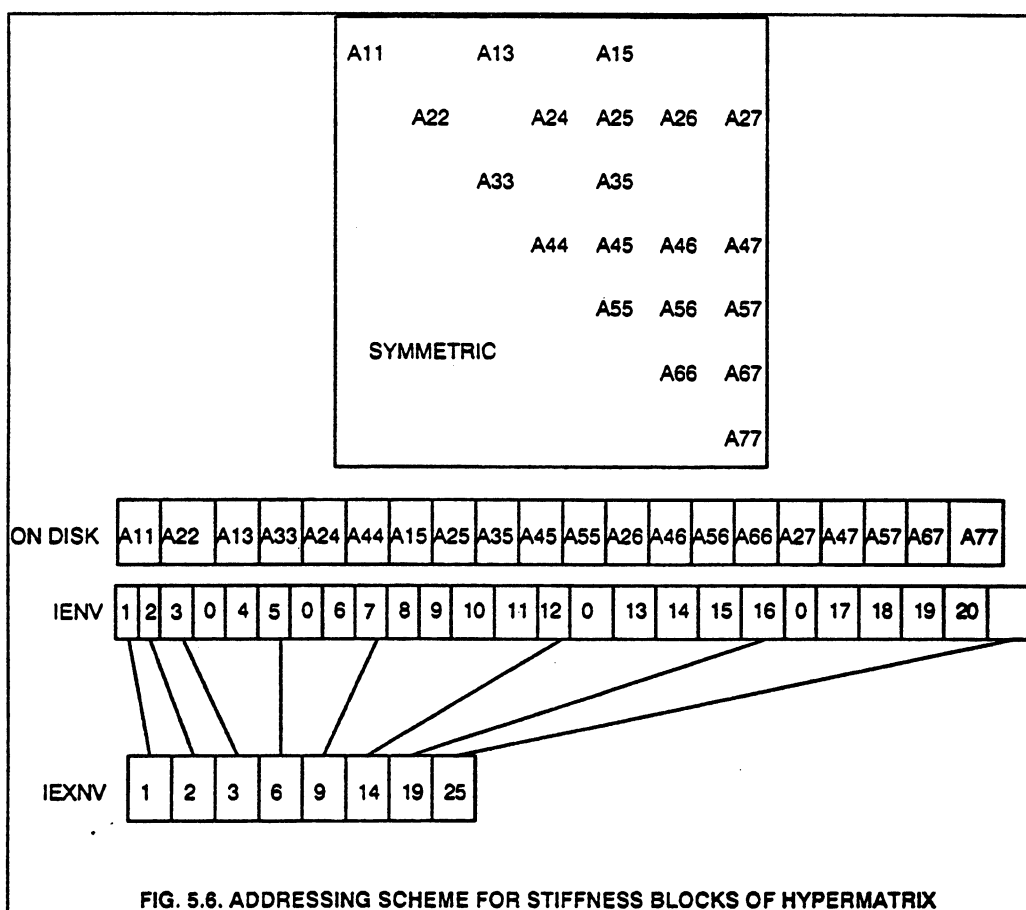 A11 A13 A15
A22 A24 A25 A26 A27
A33 A35
A44 A45 A46 A47
A55 A56 A57
SYMMETRIC
A66 A67
A77
ON DISK A11 A22 A13 A33 A24 A44 A15 A25 A35 A45 A55 A26 A46 A56 A66 A27 A47 A57 A67 A77
IENV 1 2 3 0 4 5 0 6 7 8 9 10 11 12 0 13 14 15 16 0 17 18 19 20
IEXNV 1 2 3 6 9 14 19 25
FIG. 5.6. ADDRESSING SCHEME FOR STIFFNESS BLOCKS OF HYPERMATRIX